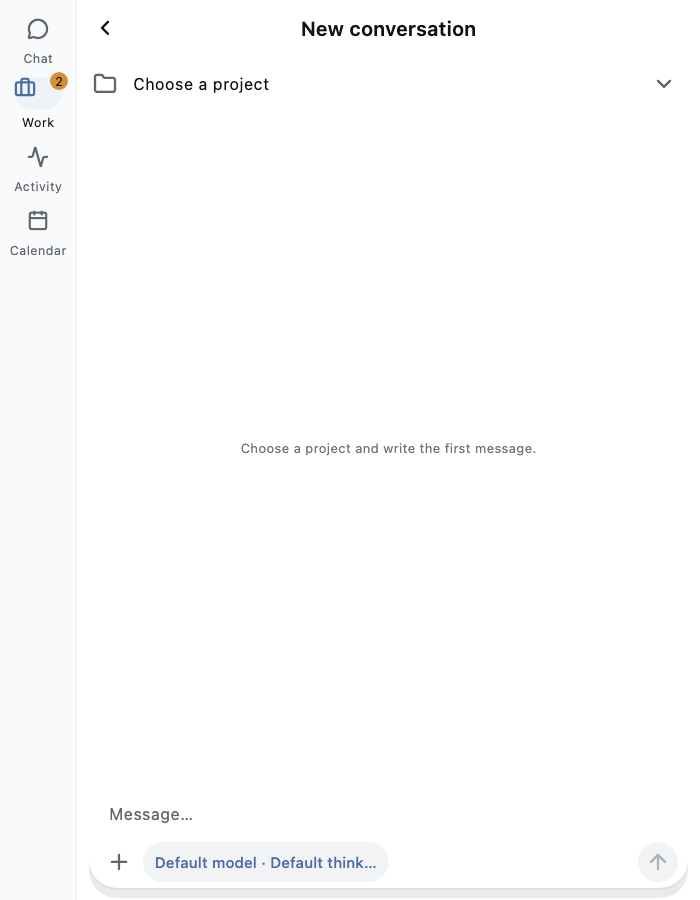 New conversation
Chat
Choose a project
2
Work
Activity
Calendar
Choose a project and write the first message.
Message...
Default model · Default think...